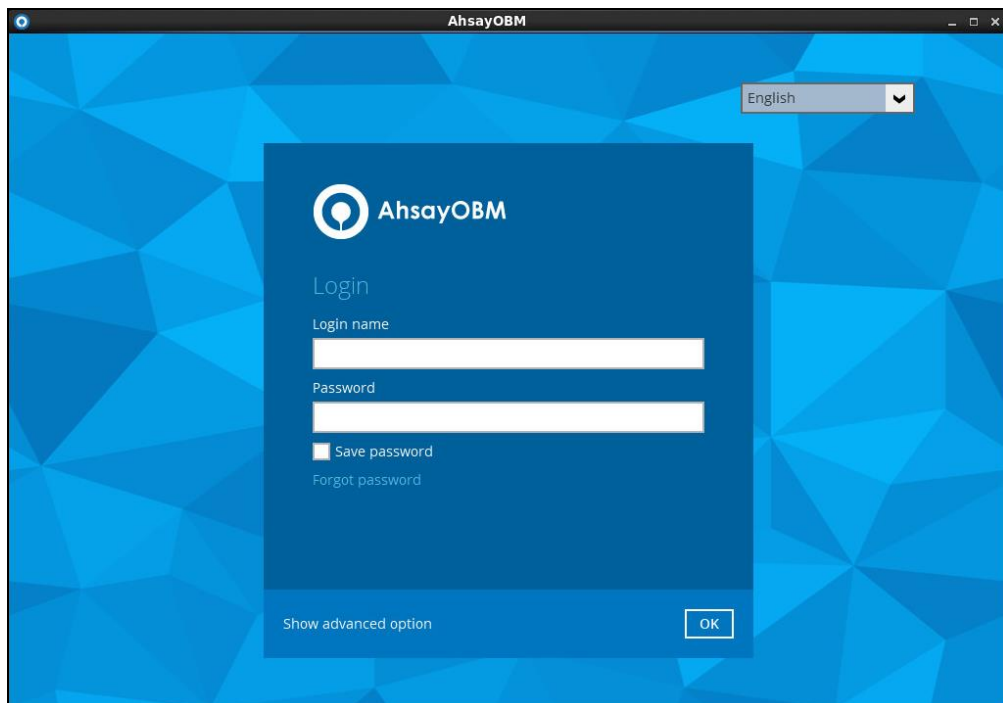 AhsayOBM
English
AhsayOBM
Login
Login name
Password
Save password
Forgot password
Show advanced option
OK